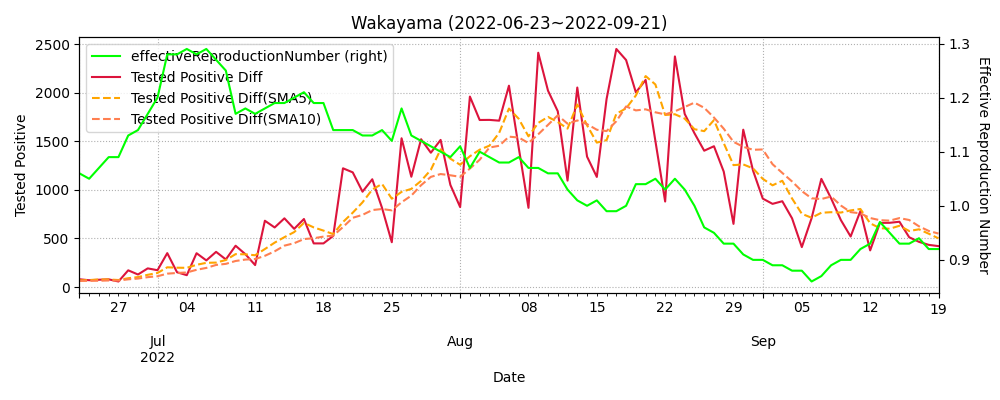 Wakayama (2022-06-23~2022-09-21)
effectiveReproductionNumber (right)
Tested Positive Diff
Tested Positive Diff(SMA5)
Tested Positive Diff(SMA10)
Tested Positive
2500
2000
1500
1000
500
0
1.3
1.2
1.1
1.0
0.9
Effective Reproduction Number
27 04 11 18 25 08 15 22 29 05 12 19
Jul Aug Sep
2022
Date